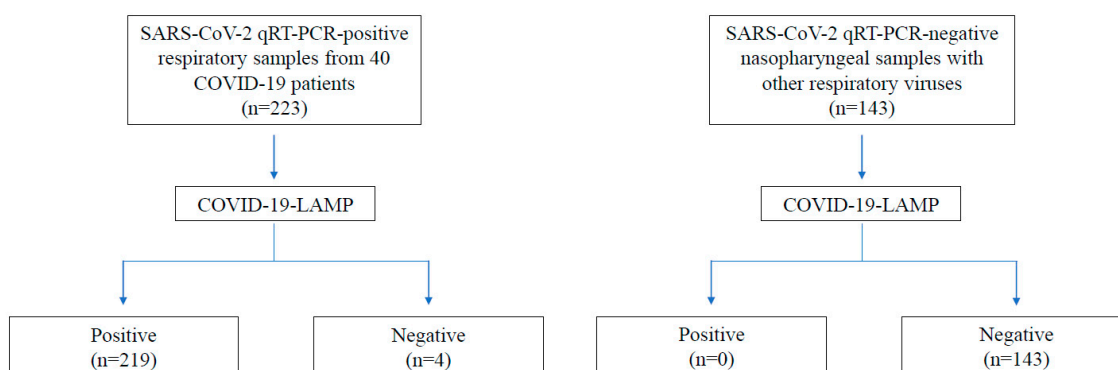 SARS-CoV-2 qRT-PCR-positive
respiratory samples from 40
COVID-19 patients
(n=223)
SARS-CoV-2 qRT-PCR-negative
nasopharyngeal samples with
other respiratory viruses
(n=143)
COVID-19-LAMP
COVID-19-LAMP
Positive
(n=219)
Negative
(n=4)
Positive
(n=0)
Negative
(n=143)